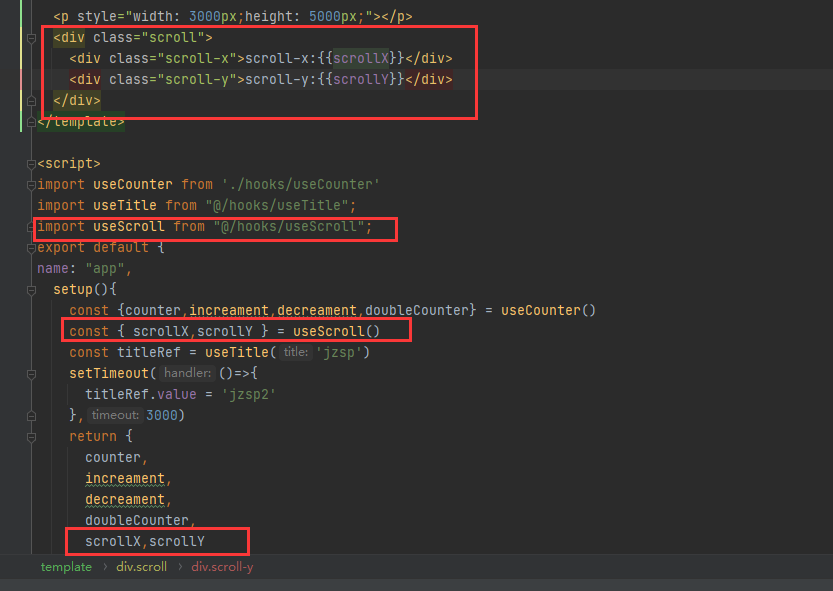 <p style="width: 3000px;height: 5000px;"></p>
<div class="scroll">
<div class="scroll-x">scroll-x:{{scrollX}}</div>
<div class="scroll-y">scroll-y:{{scrollY}}</div>
</div>
</template>
<script>
import useCounter from './hooks/useCounter'
import useTitle from "@/hooks/useTitle";
import useScroll from "@/hooks/useScroll";
export default {
name: "app",
setup(){
const {counter,increament,decreament,doubleCounter} = useCounter()
const { scrollX,scrollY } = useScroll()
const titleRef = useTitle( title: 'jzsp')
setTimeout( handler: ()=>{
titleRef.value = 'jzsp2'
}, timeout: 3000)
return {
counter,
increament,
decreament,
doubleCounter,
scrollX,scrollY
template › div.scroll › div.scroll-y